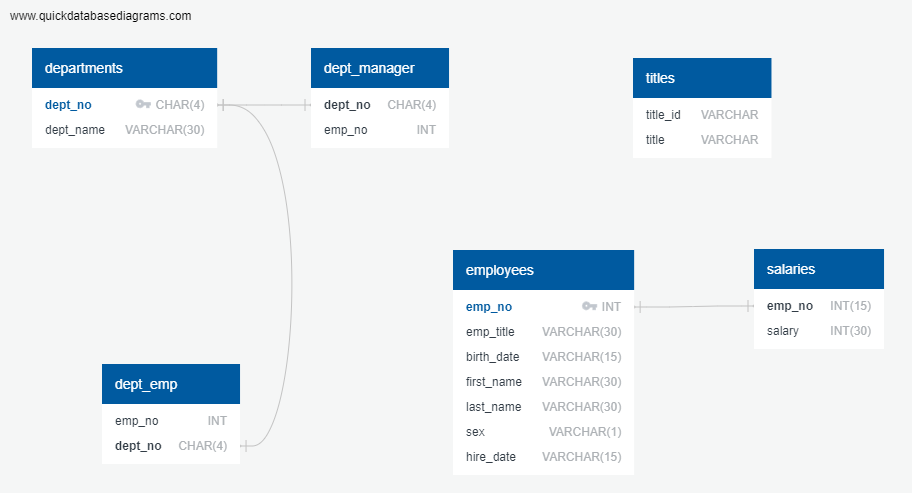 www.quickdatabasediagrams.com
departments
dept_no CHAR(4)
dept_name VARCHAR(30)
dept_manager
dept_no CHAR(4)
emp_no INT
titles
title_id VARCHAR
title VARCHAR
employees
emp_no INT
emp_title VARCHAR(30)
birth_date VARCHAR(15)
first_name VARCHAR(30)
last_name VARCHAR(30)
sex VARCHAR(1)
hire_date VARCHAR(15)
salaries
emp_no INT(15)
salary INT(30)
dept_emp
emp_no INT
dept_no CHAR(4)